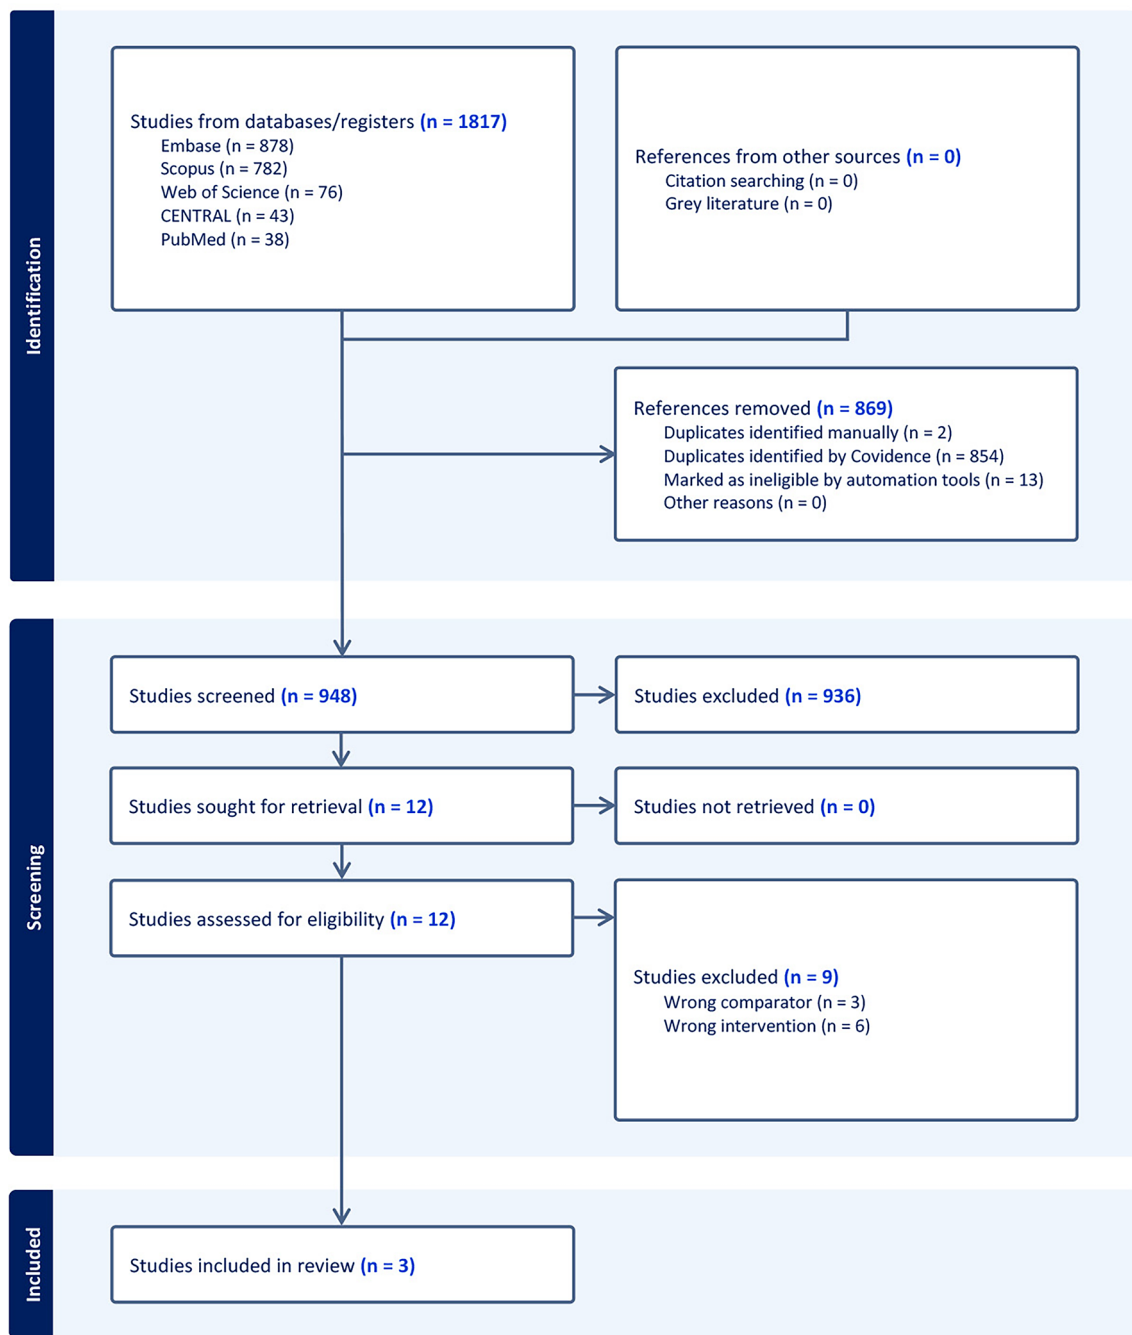 Identification
Studies from databases/registers (n = 1817)
Embase (n = 878)
Scopus (n = 782)
Web of Science (n = 76)
CENTRAL (n = 43)
PubMed (n = 38)
References from other sources (n = 0)
Citation searching (n = 0)
Grey literature (n = 0)
References removed (n = 869)
Duplicates identified manually (n = 2)
Duplicates identified by Covidence (n = 854)
Marked as ineligible by automation tools (n = 13)
Other reasons (n = 0)
Screening
Studies screened (n = 948)
Studies excluded (n = 936)
Studies sought for retrieval (n = 12)
Studies not retrieved (n = 0)
Studies assessed for eligibility (n = 12)
Studies excluded (n = 9)
Wrong comparator (n = 3)
Wrong intervention (n = 6)
Included
Studies included in review (n = 3)